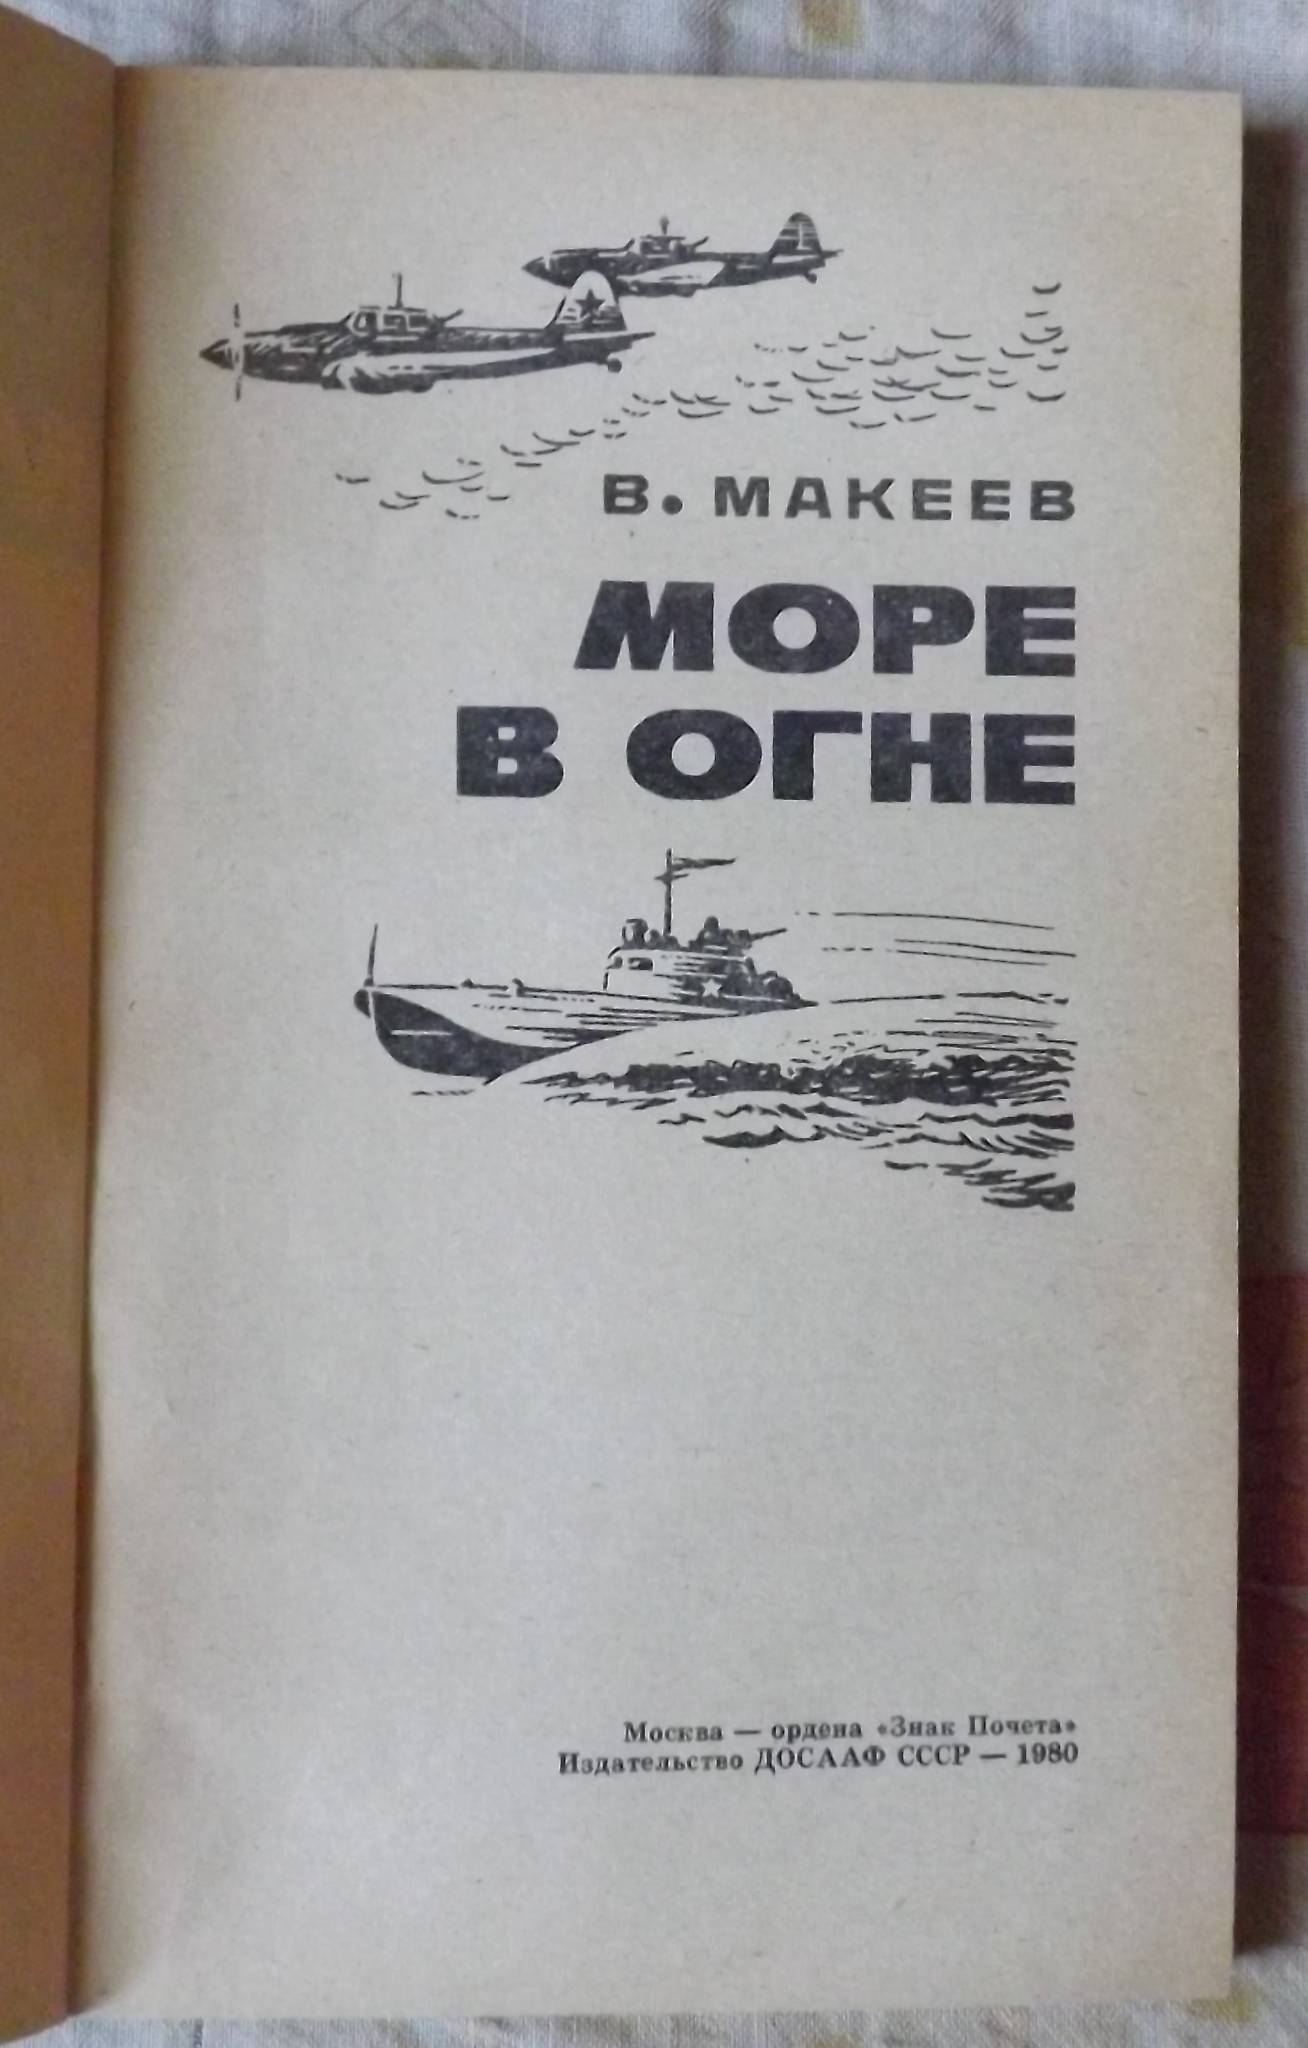 В. МАКЕЕВ
МОРЕ
В ОГНЕ
Москва — ордена «Знак Почета»
Издательство ДОСААФ СССР — 1980